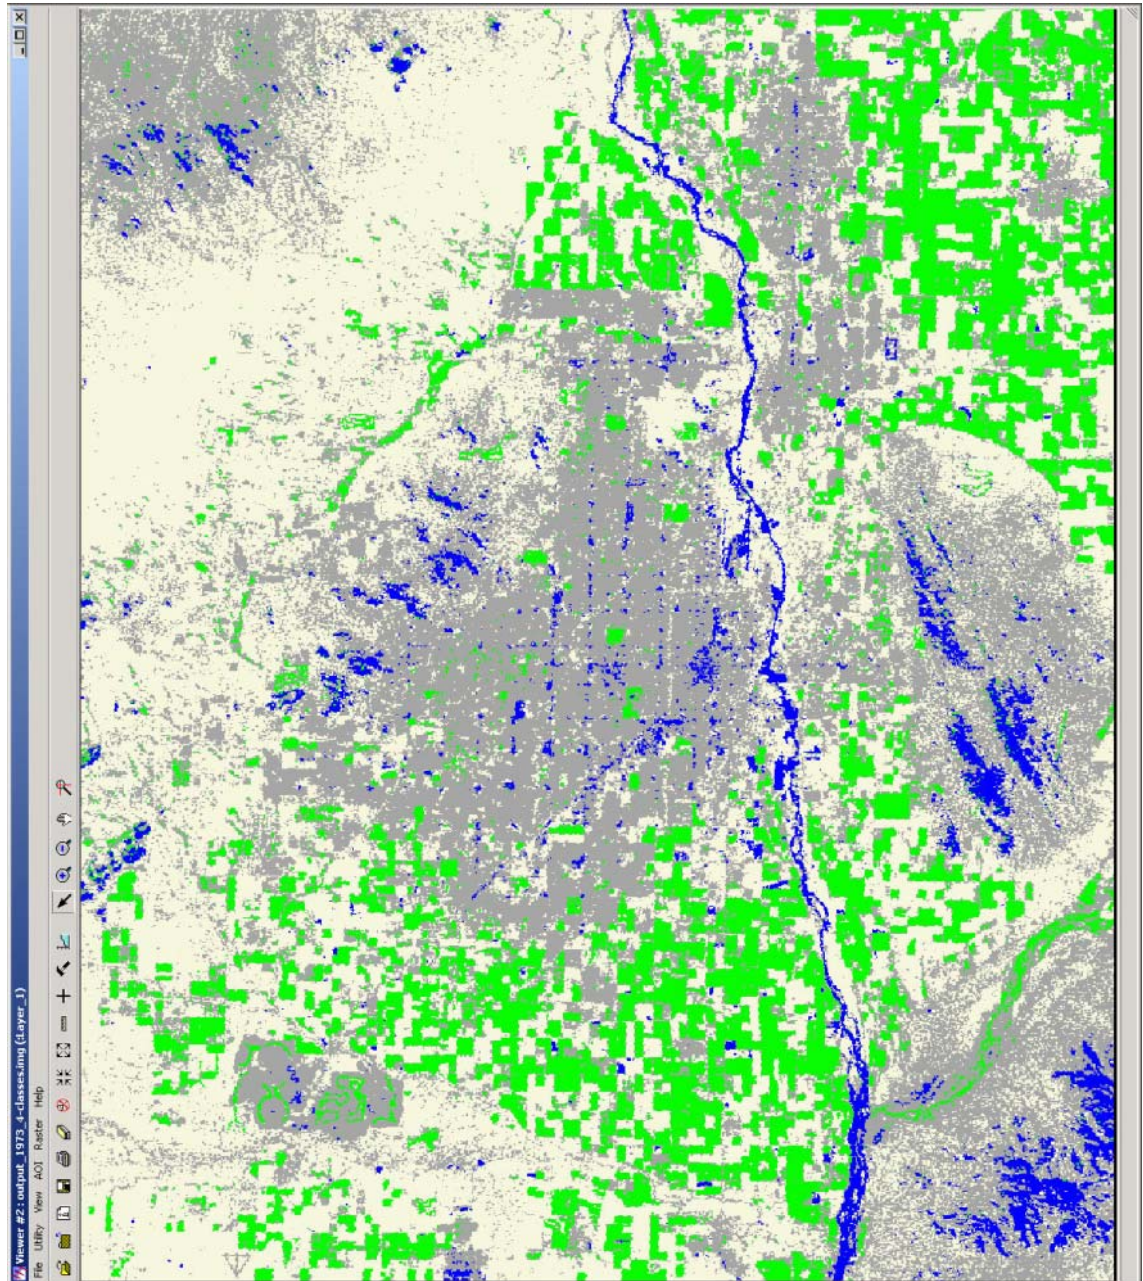 Viewer #2 : output_1973_4-classes.img (:Layer_1)
File Utility View AOI Raster Help